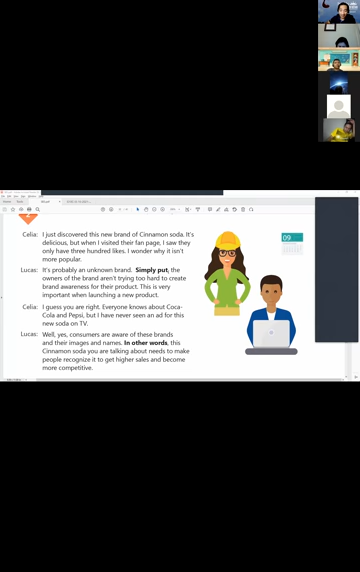 2
Celia: I just discovered this new brand of Cinnamon soda. It's
delicious, but when I visited their fan page, I saw they
only have three hundred likes. I wonder why it isn't
more popular.
Lucas: It's probably an unknown brand. Simply put, the
owners of the brand aren't trying too hard to create
brand awareness for their product. This is very
important when launching a new product.
Celia: I guess you are right. Everyone knows about Coca-
Cola and Pepsi, but I have never seen an ad for this
new soda on TV.
Lucas: Well, yes, consumers are aware of these brands
and their images and names. In other words, this
Cinnamon soda you are talking about needs to make
people recognize it to get higher sales and become
more competitive.
09